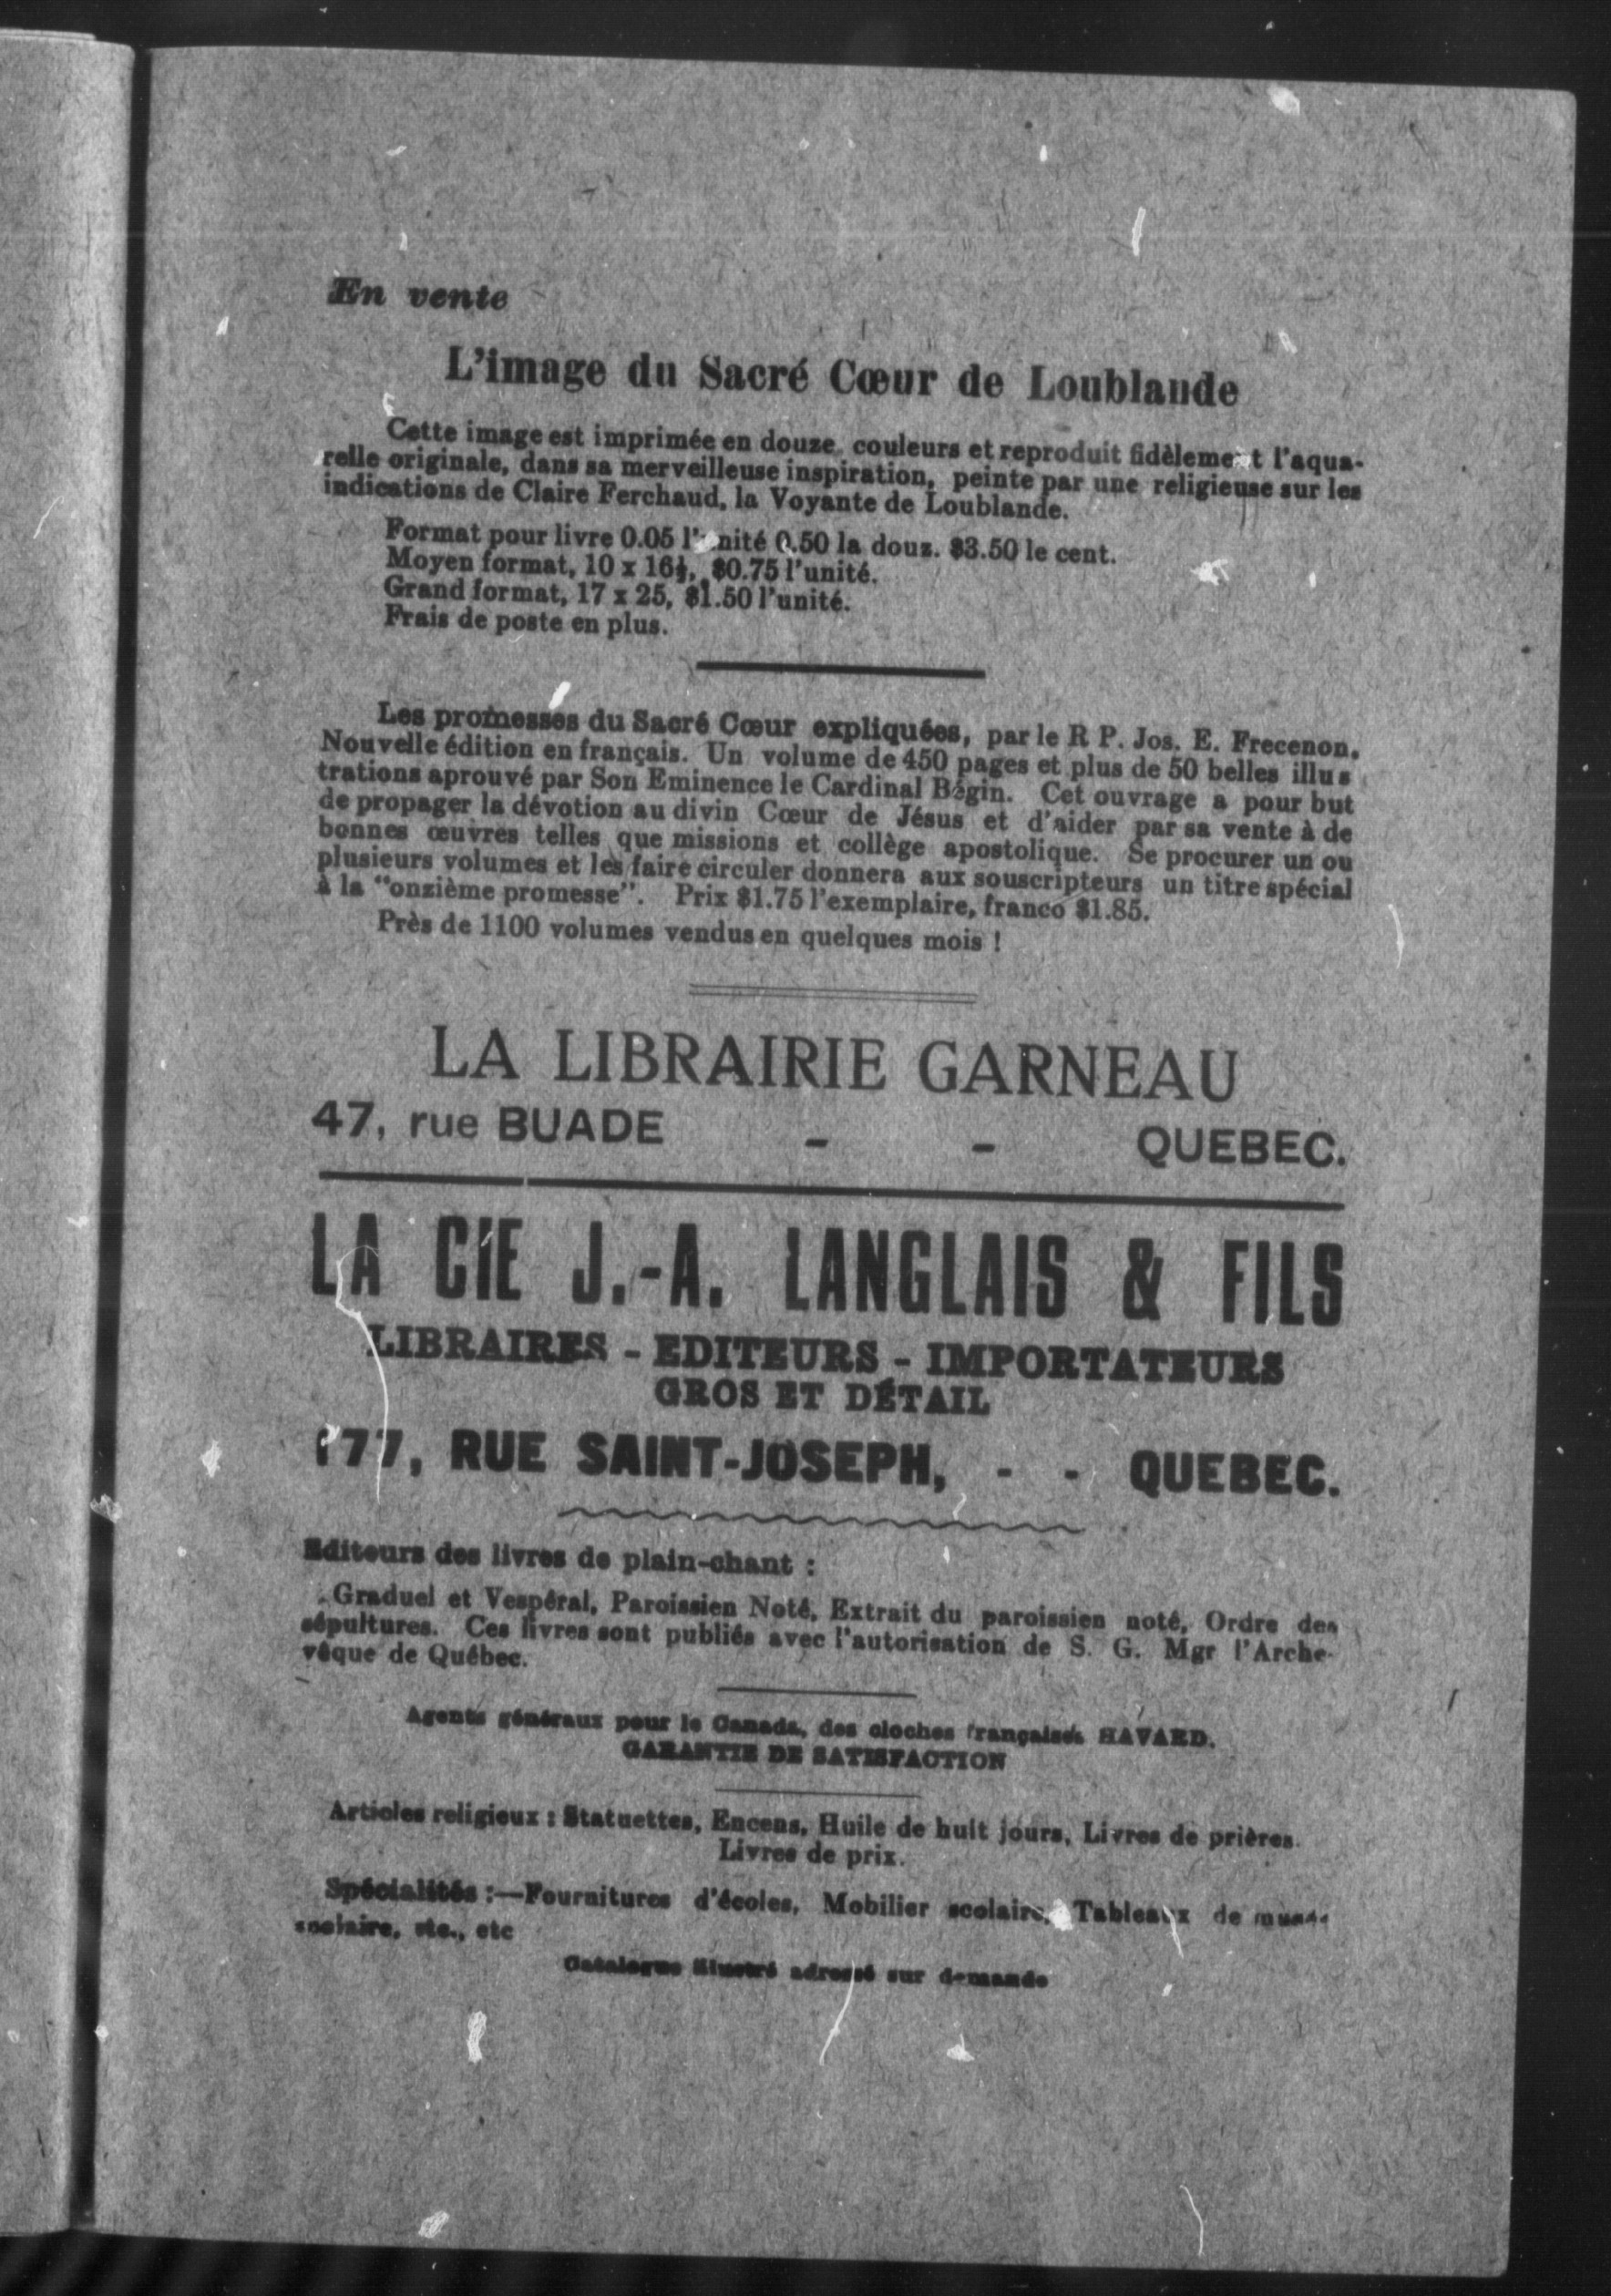 En vente
L'image du Sacré Cœur de Loublande
Cette image est imprimée en douze couleurs et reproduit fidèlement l'aqua-
relle originale, dans sa merveilleuse inspiration, peinte par une religieuse sur les
indications de Claire Ferchaud, la Voyante de Loublande.
Format pour livre 0.05 l'unité 0.50 la douz. $3.50 le cent.
Moyen format, 10 x 16½, $0.75 l'unité.
Grand format, 17 x 25, $1.50 l'unité.
Frais de poste en plus.
Les promesses du Sacré Cœur expliquées, par le R P. Jos. E. Frecenon.
Nouvelle édition en français. Un volume de 450 pages et plus de 50 belles illus
trations aprouvé par Son Eminence le Cardinal Bégin. Cet ouvrage a pour but
de propager la dévotion au divin Cœur de Jésus et d'aider par sa vente à de
bonnes œuvres telles que missions et collège apostolique. Se procurer un ou
plusieurs volumes et les faire circuler donnera aux souscripteurs un titre spécial
à la "onzième promesse". Prix $1.75 l'exemplaire, franco $1.85.
Près de 1100 volumes vendus en quelques mois !
LA LIBRAIRIE GARNEAU
47, rue BUADE - - QUEBEC.
LA CIE J.-A. LANGLAIS & FILS
LIBRAIRES - EDITEURS - IMPORTATEURS
GROS ET DÉTAIL
177, RUE SAINT-JOSEPH, - - QUEBEC.
Editeurs des livres de plain-chant :
Graduel et Vespéral, Paroissien Noté, Extrait du paroissien noté, Ordre des
sépultures. Ces livres sont publiés avec l'autorisation de S. G. Mgr l'Arche-
vêque de Québec.
Agents généraux pour le Canada, des cloches françaises HAVARD.
GARANTIE DE SATISFACTION
Articles religieux : Statuettes, Encens, Huile de huit jours, Livres de prières.
Livres de prix.
Spécialités :—Fournitures d'écoles, Mobilier scolaire, Tableaux de
scolaire, etc., etc
Catalogue illustré adressé sur demande